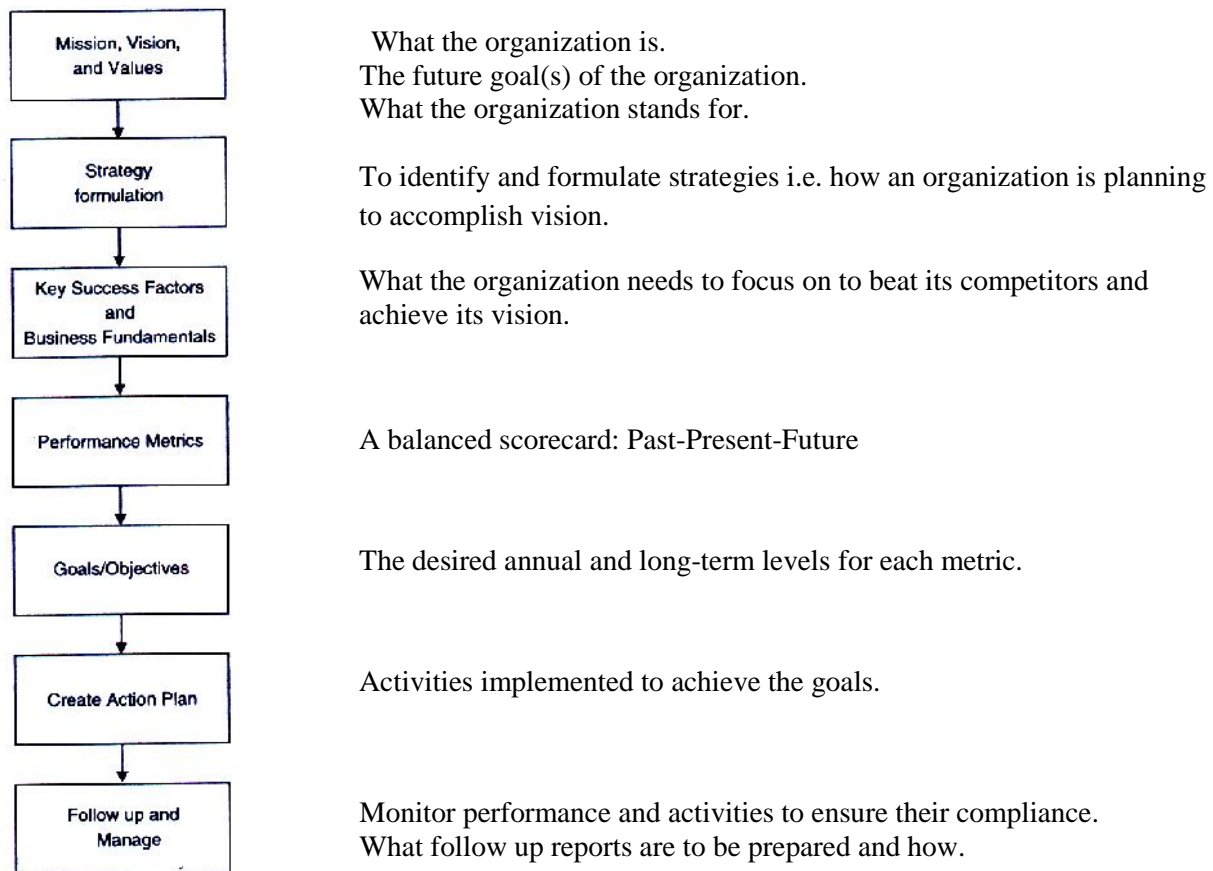 Mission, Vision,
and Values
What the organization is.
The future goal(s) of the organization.
What the organization stands for.
Strategy
formulation
To identify and formulate strategies i.e. how an organization is planning
to accomplish vision.
Key Success Factors
and
Business Fundamentals
What the organization needs to focus on to beat its competitors and
achieve its vision.
Performance Metrics
A balanced scorecard: Past-Present-Future
Goals/Objectives
The desired annual and long-term levels for each metric.
Create Action Plan
Activities implemented to achieve the goals.
Follow up and
Manage
Monitor performance and activities to ensure their compliance.
What follow up reports are to be prepared and how.